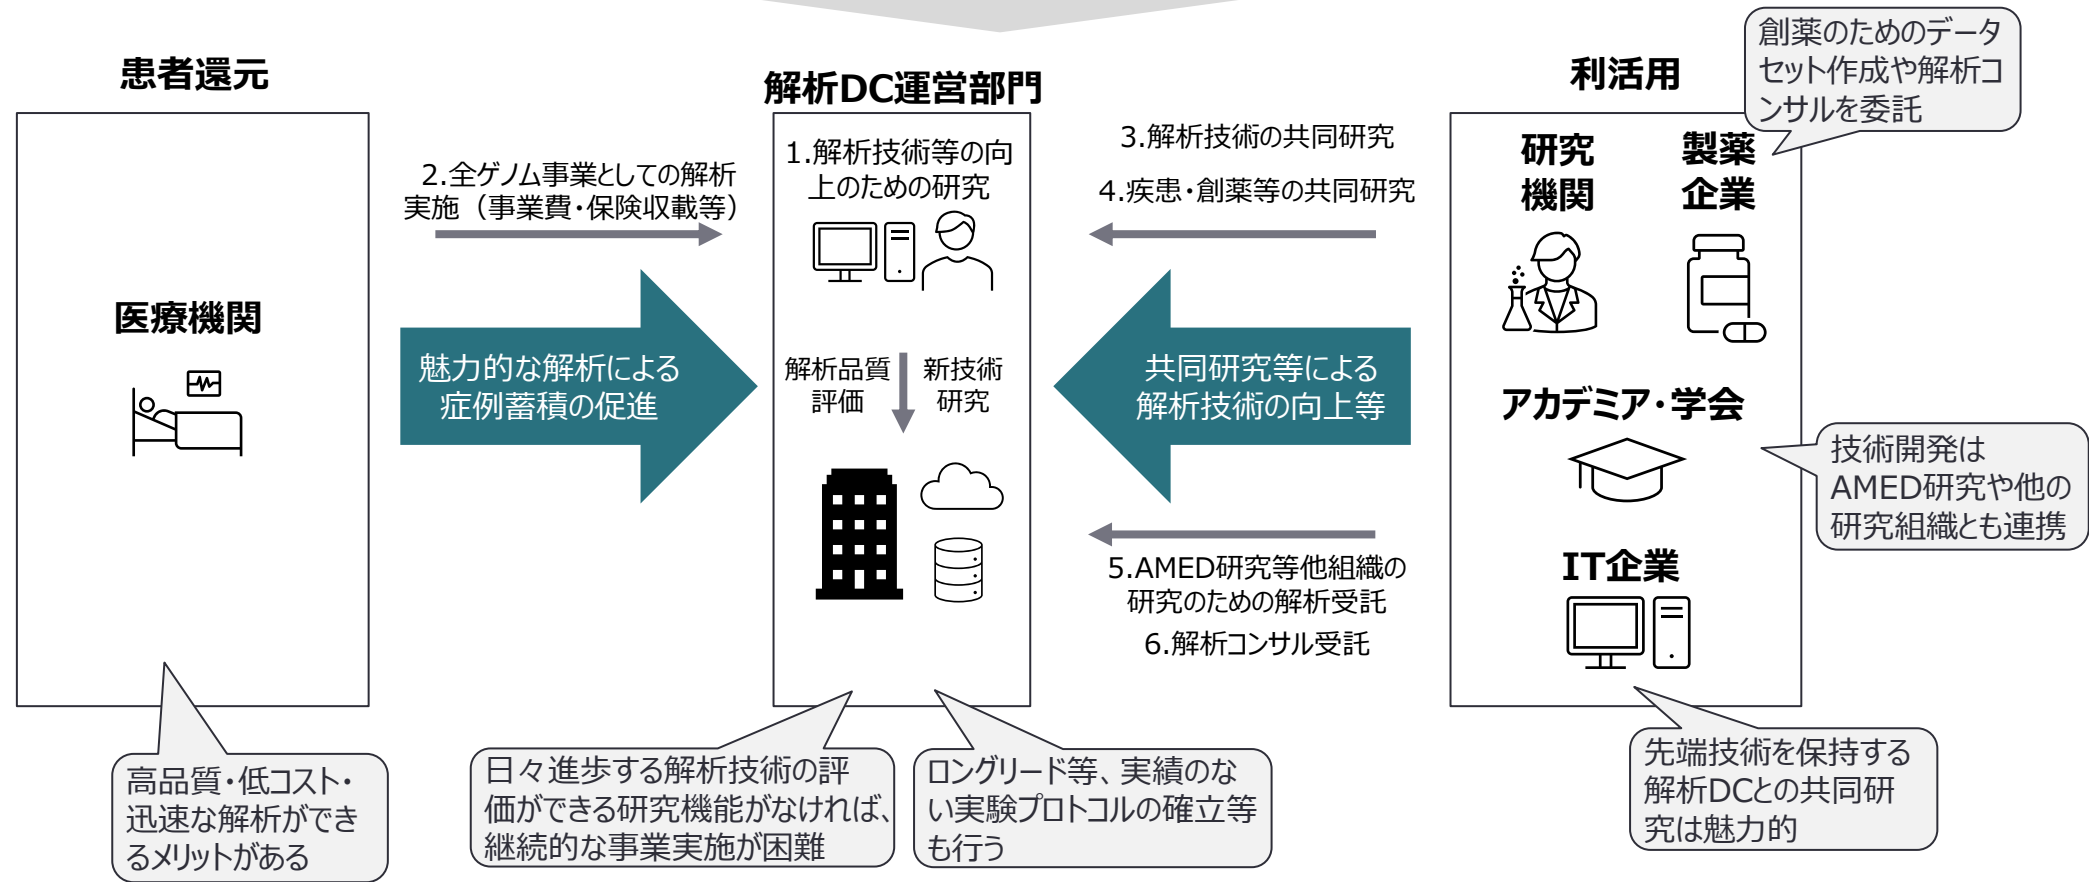 患者還元
医療機関
高品質・低コスト・
迅速な解析ができ
るメリットがある
2.全ゲノム事業としての解析
実施（事業費・保険収載等）
魅力的な解析による
症例蓄積の促進
解析DC運営部門
1.解析技術等の向
上のための研究
解析品質
評価
新技術
研究
日々進歩する解析技術の評
価ができる研究機能がなければ、
継続的な事業実施が困難
ロングリード等、実績のな
い実験プロトコルの確立等
も行う
3.解析技術の共同研究
4.疾患・創薬等の共同研究
共同研究等による
解析技術の向上等
5.AMED研究等他組織の
研究のための解析受託
6.解析コンサル受託
利活用
創薬のためのデータ
セット作成や解析コ
ンサルを委託
研究
機関
製薬
企業
アカデミア・学会
技術開発は
AMED研究や他の
研究組織とも連携
IT企業
先端技術を保持する
解析DCとの共同研
究は魅力的